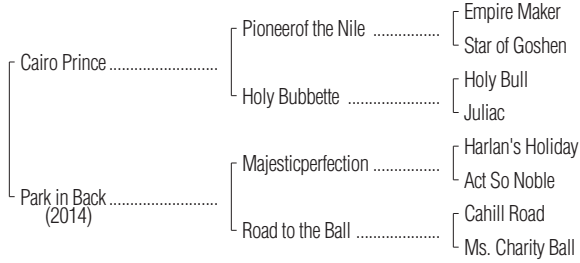 Empire Maker
Pioneerof the Nile ..................
Star of Goshen
Cairo Prince ..........................
Holy Bull
Holy Bubbette ......................
Juliac
Harlan's Holiday
Majesticperfection ................
Act So Noble
Park in Back ..........................
(2014)
Cahill Road
Road to the Ball ....................
Ms. Charity Ball